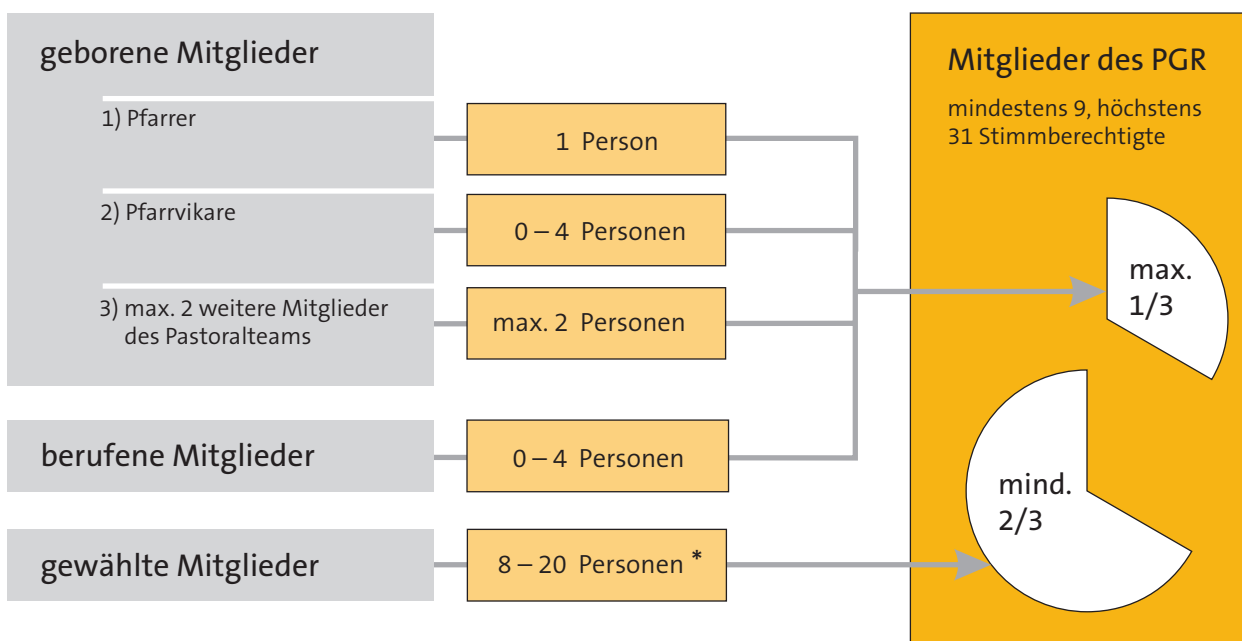 geborene Mitglieder
1) Pfarrer
1 Person
2) Pfarrvikare
0 – 4 Personen
3) max. 2 weitere Mitglieder
des Pastoralteams
max. 2 Personen
berufene Mitglieder
0 – 4 Personen
gewählte Mitglieder
8 – 20 Personen *
Mitglieder des PGR
mindestens 9, höchstens
31 Stimmberechtigte
max.
1/3
mind.
2/3